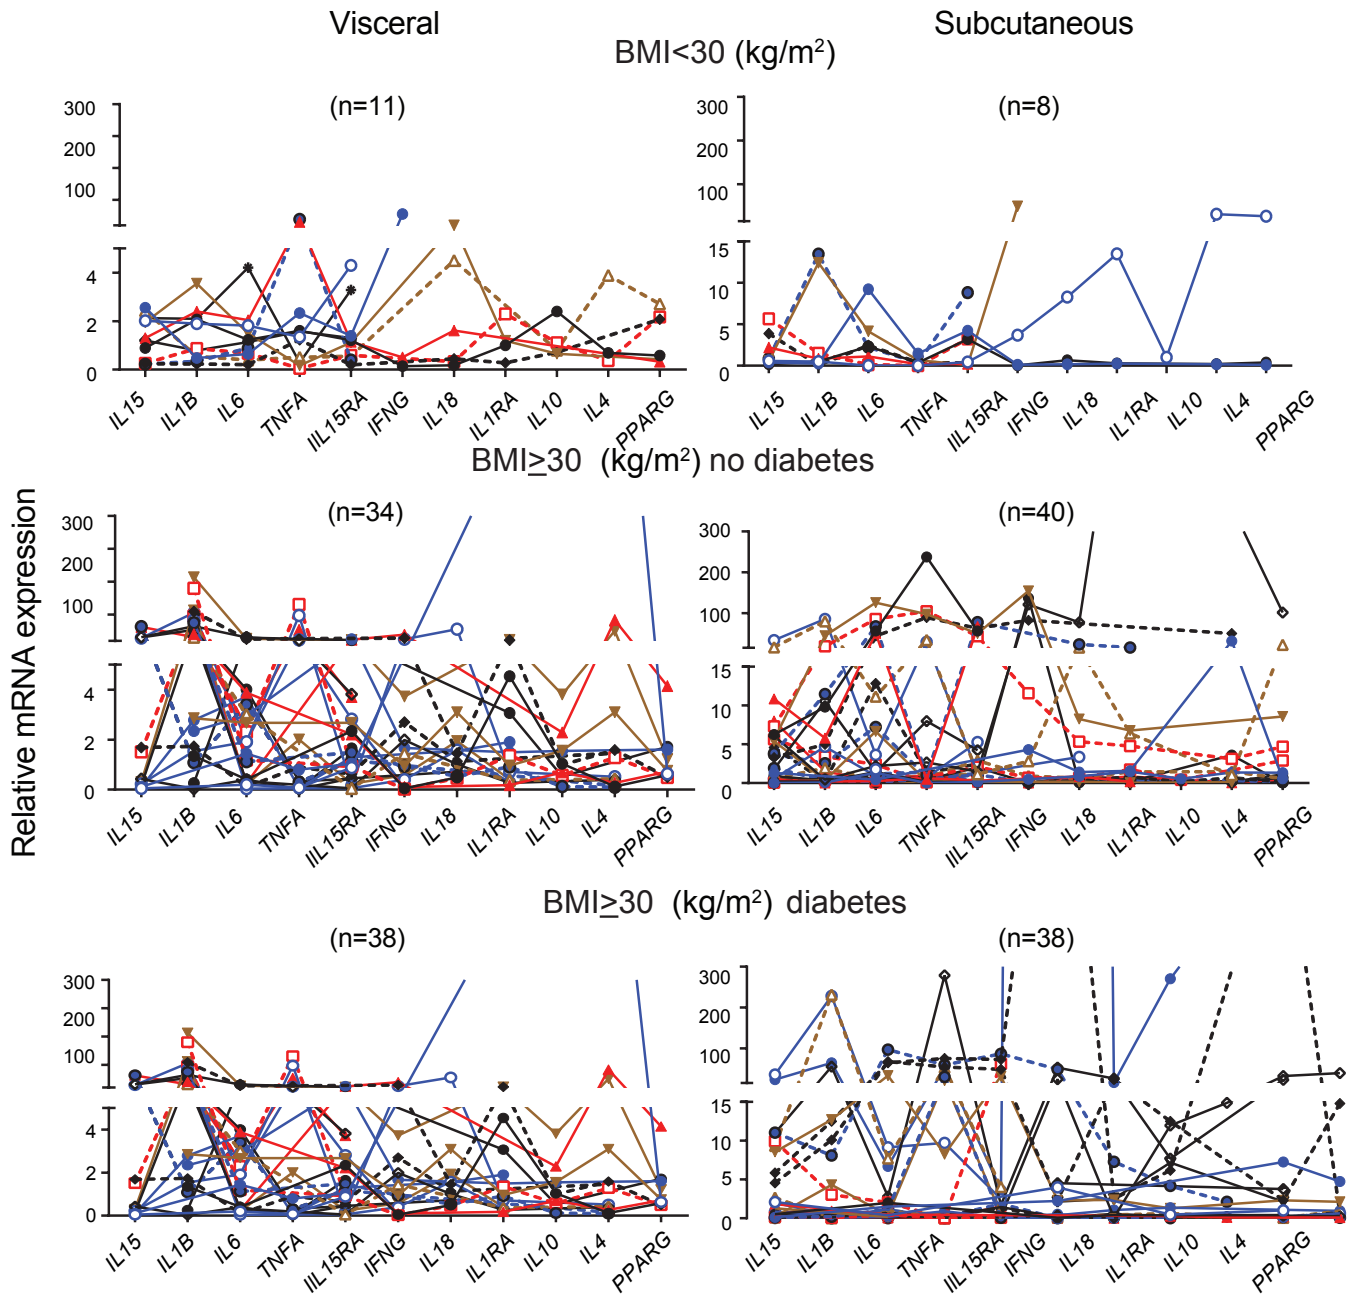 Visceral
Subcutaneous
BMI<30 (kg/m²)
(n=11)
(n=8)
300
200
100
4
2
0
300
200
100
15
10
5
0
IL15
IL1B
IL6
TNFA
IIL15RA
IFNG
IL18
IL1RA
IL10
IL4
PPARG
IL15
IL1B
IL6
TNFA
IIL15RA
IFNG
IL18
IL1RA
IL10
IL4
PPARG
BMI≥30 (kg/m²) no diabetes
Relative mRNA expression
(n=34)
(n=40)
300
200
100
4
2
0
300
200
100
15
10
5
0
IL15
IL1B
IL6
TNFA
IIL15RA
IFNG
IL18
IL1RA
IL10
IL4
PPARG
IL15
IL1B
IL6
TNFA
IIL15RA
IFNG
IL18
IL1RA
IL10
IL4
PPARG
BMI≥30 (kg/m²) diabetes
(n=38)
(n=38)
300
200
100
4
2
0
300
200
100
15
10
5
0
IL15
IL1B
IL6
TNFA
IIL15RA
IFNG
IL18
IL1RA
IL10
IL4
PPARG
IL15
IL1B
IL6
TNFA
IIL15RA
IFNG
IL18
IL1RA
IL10
IL4
PPARG